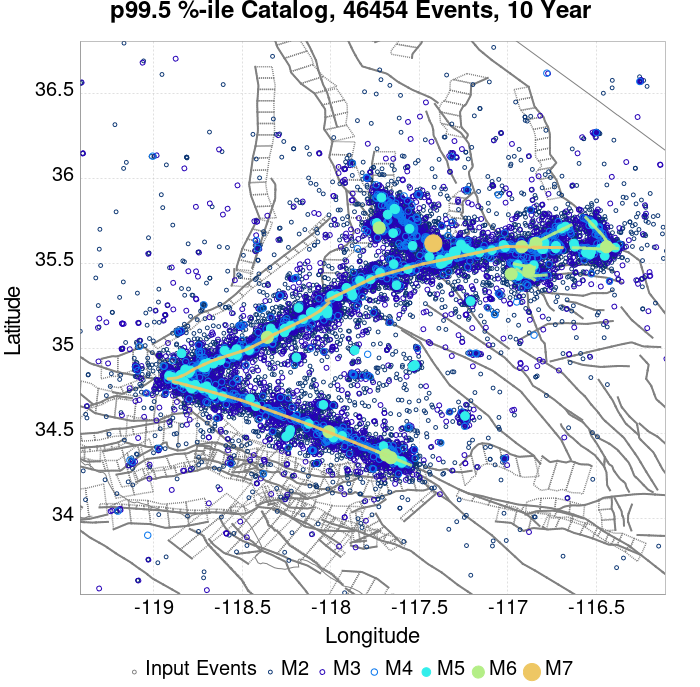 p99.5 %-ile Catalog, 46454 Events, 10 Year
36.5
36
35.5
35
34.5
34
Latitude
-119 -118.5 -118 -117.5 -117 -116.5
Longitude
Input Events M2 M3 M4 M5 M6 M7